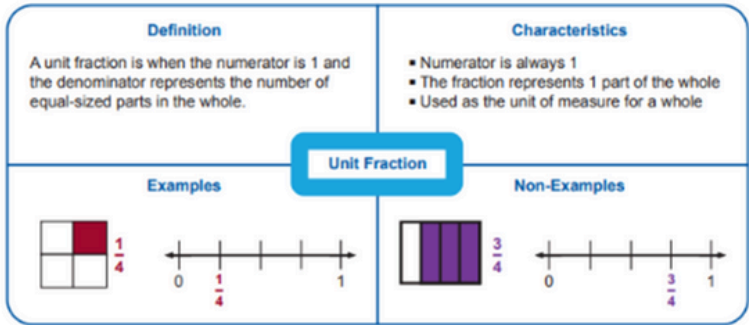 Definition
A unit fraction is when the numerator is 1 and
the denominator represents the number of
equal-sized parts in the whole.
Characteristics
▪ Numerator is always 1
▪ The fraction represents 1 part of the whole
▪ Used as the unit of measure for a whole
Unit Fraction
Examples
1/4
0 1/4 1
Non-Examples
3/4
0 3/4 1